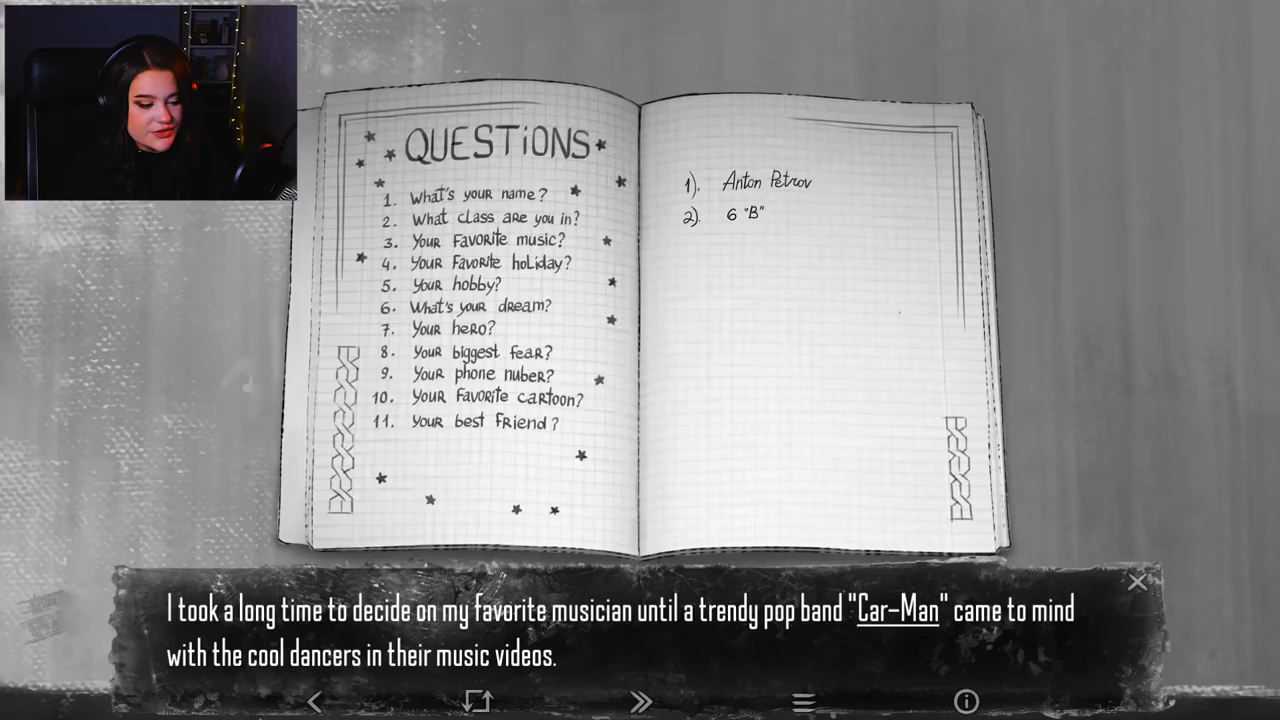 QUESTIONS
1. What's your name?
2. What class are you in?
3. Your Favorite music?
4. Your Favorite holiday?
5. Your hobby?
6. What's your dream?
7. Your hero?
8. Your biggest fear?
9. Your phone nuber?
10. Your Favorite cartoon?
11. Your best friend?
1). Anton Petrov
2). 6 "B"
I took a long time to decide on my favorite musician until a trendy pop band "Car-Man" came to mind
with the cool dancers in their music videos.